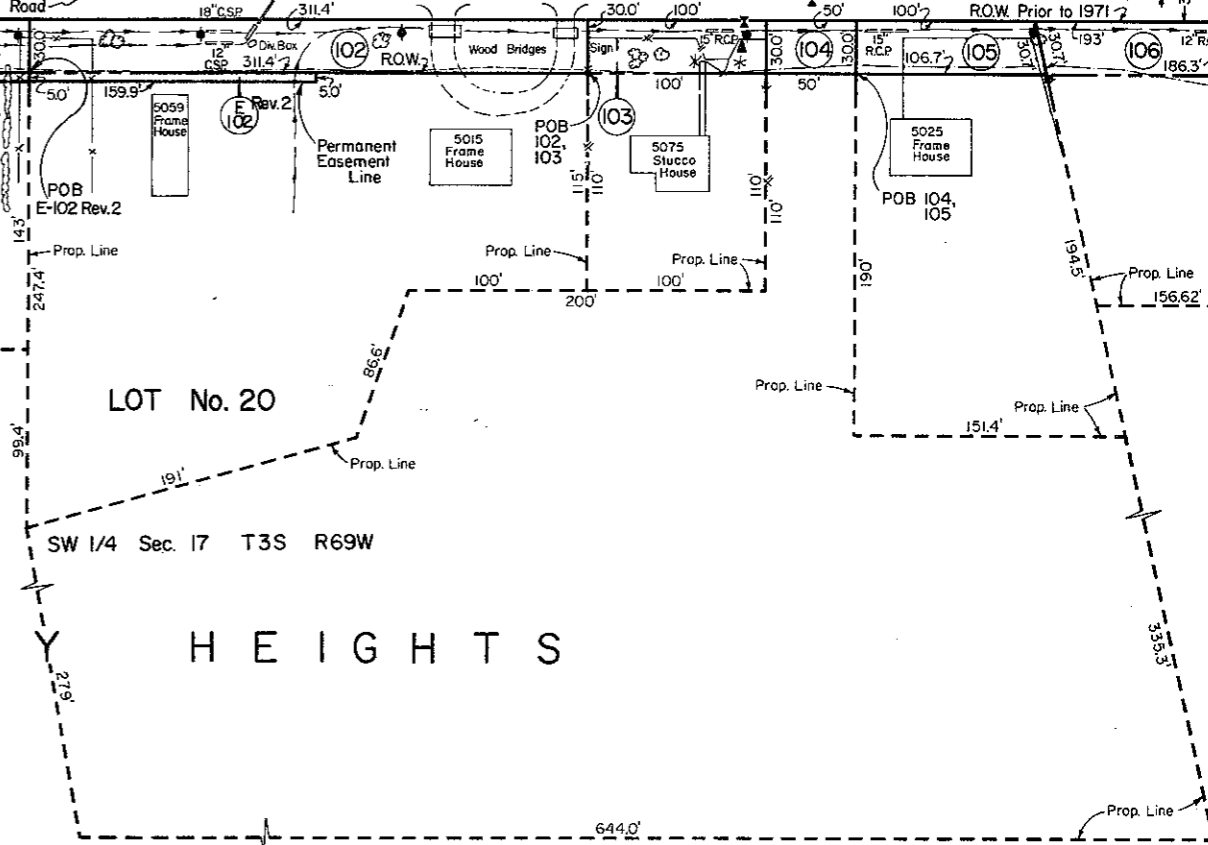 Road
18" C.S.P.
311.4'
30.0'
100'
50'
100'
R.O.W. Prior to 1971
30.0'
12"
C.S.P.
Div. Box
311.4'
102
R.O.W.
Wood Bridges
Sign
15" R.C.P.
30.0'
104
30.0'
15"
R.C.P.
106.7'
105
30.7'
30.7'
193'
106
12"
186.3'
5.0'
159.9'
5.0'
100'
50'
5059
Frame
House
E
102
Rev. 2
Permanent
Easement
Line
5015
Frame
House
POB
102,
103
103
5075
Stucco
House
5025
Frame
House
POB
E-102 Rev. 2
POB 104,
105
115'
110'
110'
110'
143'
Prop. Line
Prop. Line
Prop. Line
194.5'
Prop. Line
247.4'
100'
200'
100'
190'
156.62'
86.6'
LOT No. 20
Prop. Line
Prop. Line
99.4'
151.4'
191'
Prop. Line
SW 1/4 Sec. 17 T3S R69W
Y HEIGHTS
279'
335.3'
644.0'
Prop. Line